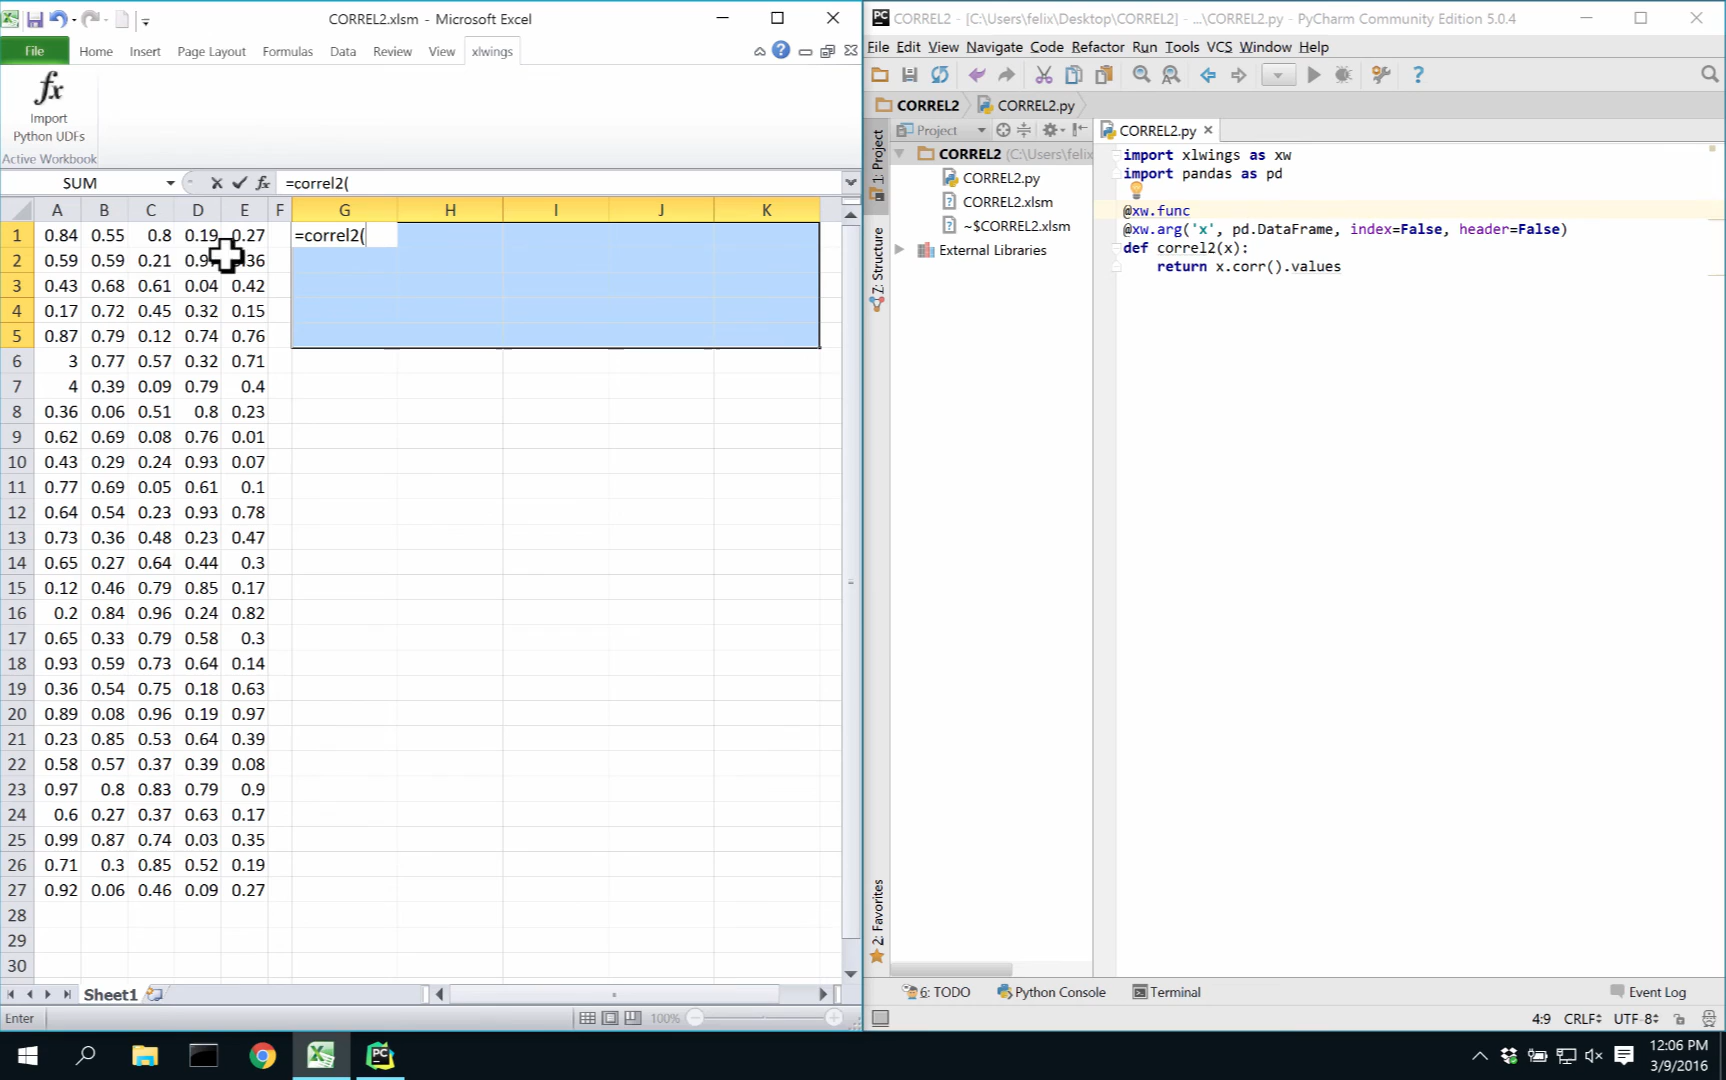 CORREL2.xlsm - Microsoft Excel
File Home Insert Page Layout Formulas Data Review View xlwings
fx
Import
Python UDFs
Active Workbook
SUM fx =correl2(
A B C D E F G H I J K
1 0.84 0.55 0.8 0.19 0.27 =correl2(
2 0.59 0.59 0.21
3 0.43 0.68 0.61 0.04 0.42
4 0.17 0.72 0.45 0.32 0.15
5 0.87 0.79 0.12 0.74 0.76
6 3 0.77 0.57 0.32 0.71
7 4 0.39 0.09 0.79 0.4
8 0.36 0.06 0.51 0.8 0.23
9 0.62 0.69 0.08 0.76 0.01
10 0.43 0.29 0.24 0.93 0.07
11 0.77 0.69 0.05 0.61 0.1
12 0.64 0.54 0.23 0.93 0.78
13 0.73 0.36 0.48 0.23 0.47
14 0.65 0.27 0.64 0.44 0.3
15 0.12 0.46 0.79 0.85 0.17
16 0.2 0.84 0.96 0.24 0.82
17 0.65 0.33 0.79 0.58 0.3
18 0.93 0.59 0.73 0.64 0.14
19 0.36 0.54 0.75 0.18 0.63
20 0.89 0.08 0.96 0.19 0.97
21 0.23 0.85 0.53 0.64 0.39
22 0.58 0.57 0.37 0.39 0.08
23 0.97 0.8 0.83 0.79 0.9
24 0.6 0.27 0.37 0.63 0.17
25 0.99 0.87 0.74 0.03 0.35
26 0.71 0.3 0.85 0.52 0.19
27 0.92 0.06 0.46 0.09 0.27
28
29
30
Sheet1
Enter 100%
CORREL2 - [C:\Users\felix\Desktop\CORREL2] - ...\CORREL2.py - PyCharm Community Edition 5.0.4
File Edit View Navigate Code Refactor Run Tools VCS Window Help
CORREL2 CORREL2.py
Project
CORREL2.py
1: Project
Z: Structure
2: Favorites
CORREL2 (C:\Users\felix
CORREL2.py
CORREL2.xlsm
~$CORREL2.xlsm
External Libraries
import xlwings as xw
import pandas as pd
@xw.func
@xw.arg('x', pd.DataFrame, index=False, header=False)
def correl2(x):
return x.corr().values
6: TODO Python Console Terminal Event Log
4:9 CRLF UTF-8
12:06 PM
3/9/2016